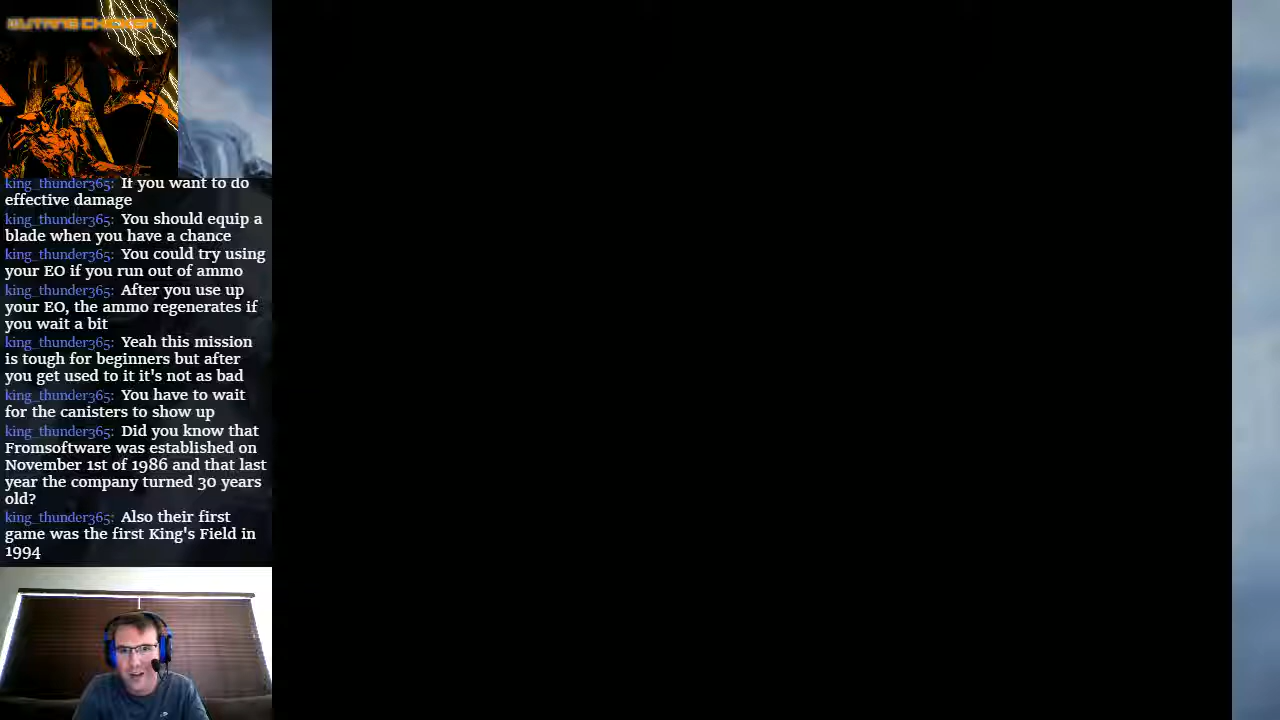 MUTANG CHICKEN
king_thunder365: If you want to do
effective damage
king_thunder365: You should equip a
blade when you have a chance
king_thunder365: You could try using
your EO if you run out of ammo
king_thunder365: After you use up
your EO, the ammo regenerates if
you wait a bit
king_thunder365: Yeah this mission
is tough for beginners but after
you get used to it it's not as bad
king_thunder365: You have to wait
for the canisters to show up
king_thunder365: Did you know that
Fromsoftware was established on
November 1st of 1986 and that last
year the company turned 30 years
old?
king_thunder365: Also their first
game was the first King's Field in
1994